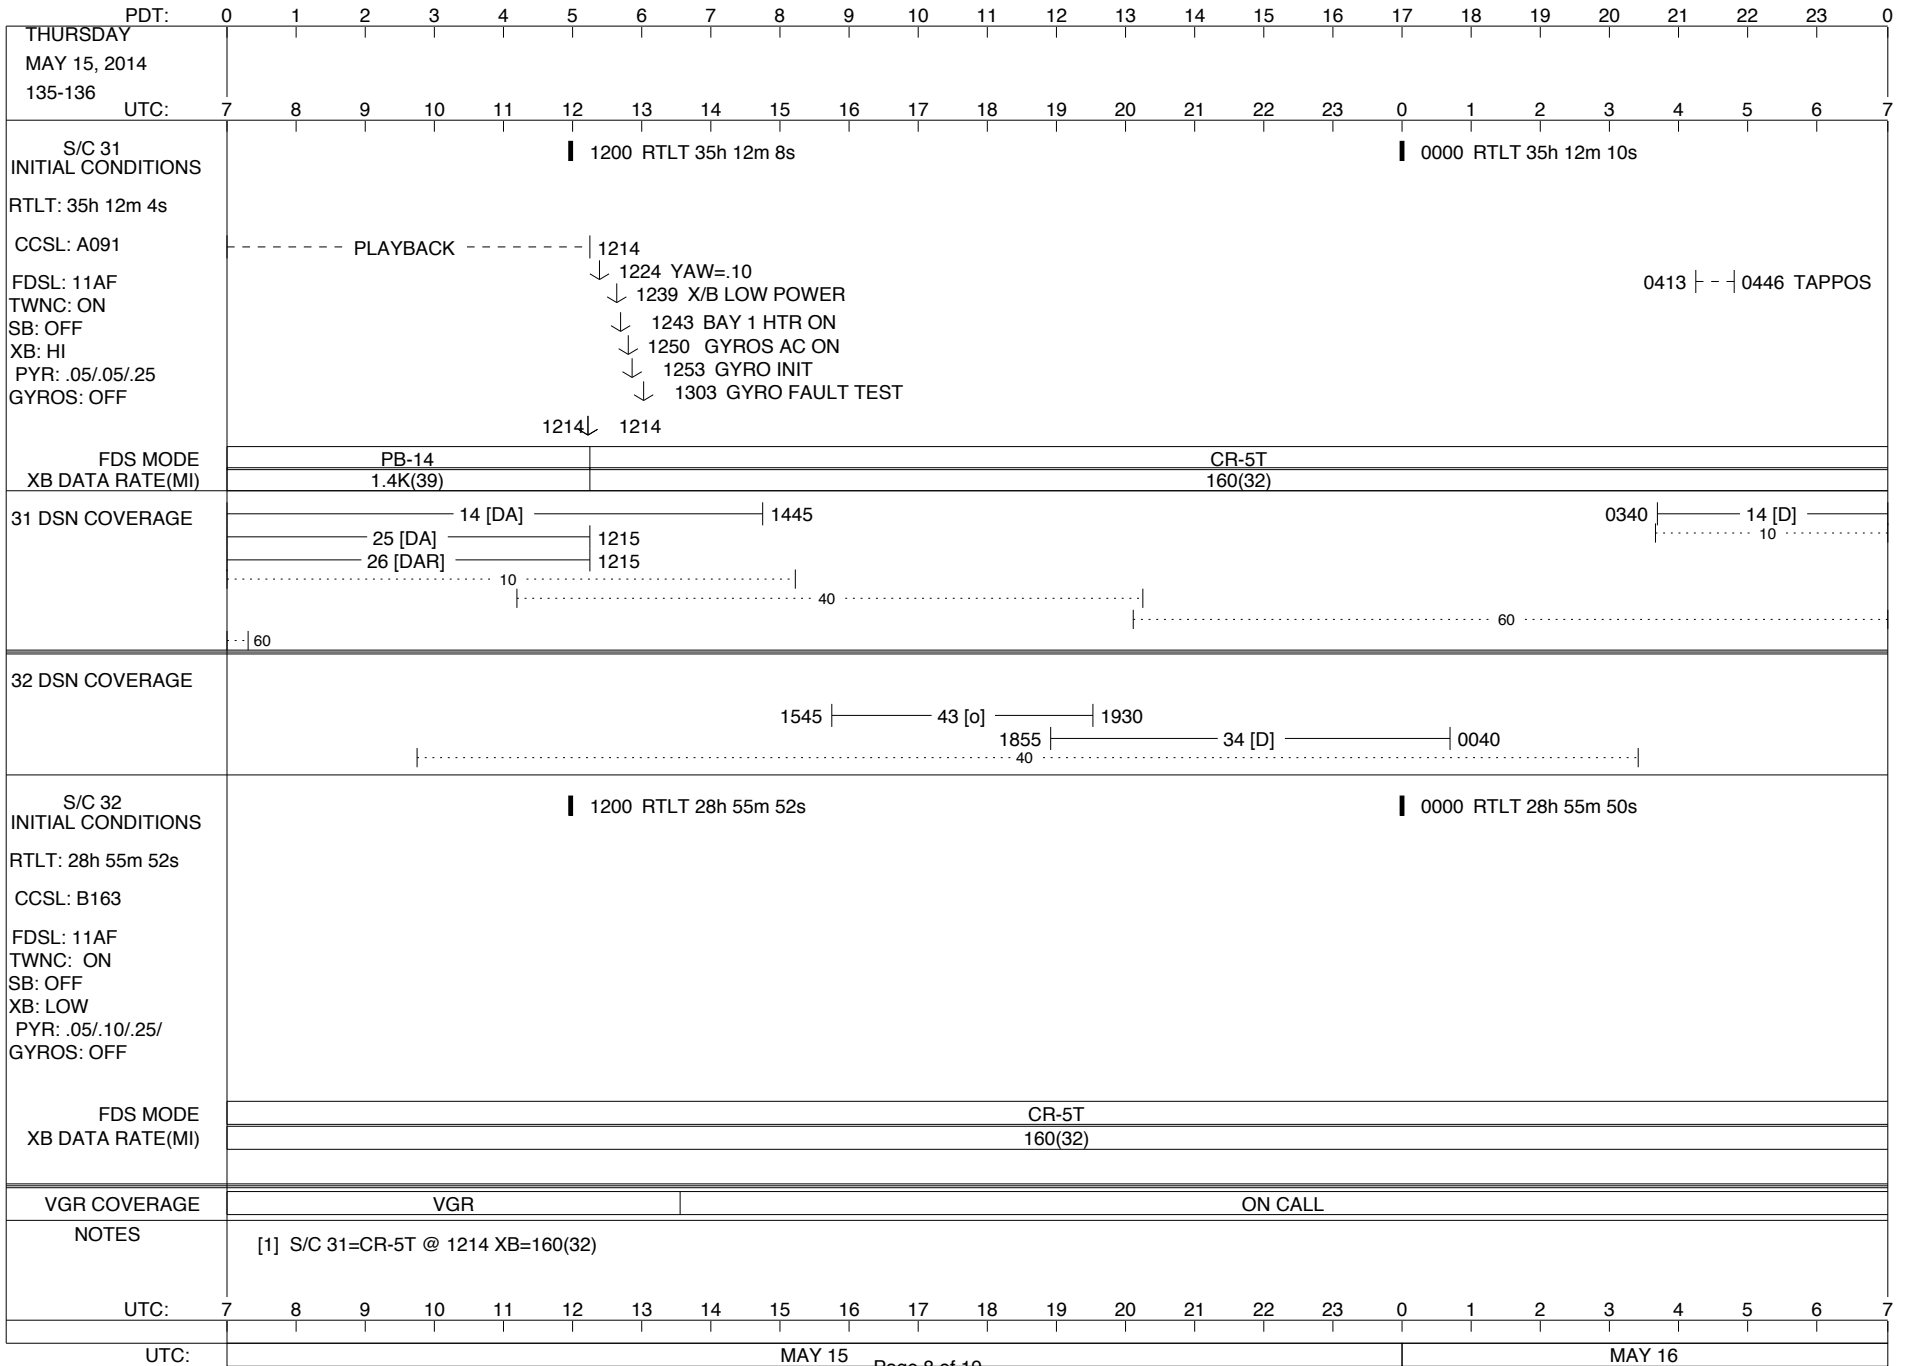 PDT: 0 1 2 3 4 5 6 7 8 9 10 11 12 13 14 15 16 17 18 19 20 21 22 23 0
THURSDAY
MAY 15, 2014
135-136
UTC: 7 8 9 10 11 12 13 14 15 16 17 18 19 20 21 22 23 0 1 2 3 4 5 6 7
S/C 31
INITIAL CONDITIONS
1200 RTLT 35h 12m 8s
0000 RTLT 35h 12m 10s
RTLT: 35h 12m 4s
CCSL: A091
PLAYBACK 1214
1224 YAW=.10
FDSL: 11AF
0413 0446 TAPPOS
1239 X/B LOW POWER
TWNC: ON
SB: OFF
1243 BAY 1 HTR ON
XB: HI
1250 GYROS AC ON
PYR: .05/.05/.25
1253 GYRO INIT
GYROS: OFF
1303 GYRO FAULT TEST
1214 1214
FDS MODE PB-14 CR-5T
XB DATA RATE(MI) 1.4K(39) 160(32)
31 DSN COVERAGE
14 [DA] 1445
0340 14 [D]
25 [DA] 1215
10
26 [DAR] 1215
10
40
60
60
32 DSN COVERAGE
1545 43 [o] 1930
1855 34 [D] 0040
40
S/C 32
INITIAL CONDITIONS
1200 RTLT 28h 55m 52s
0000 RTLT 28h 55m 50s
RTLT: 28h 55m 52s
CCSL: B163
FDSL: 11AF
TWNC: ON
SB: OFF
XB: LOW
PYR: .05/.10/.25/
GYROS: OFF
FDS MODE CR-5T
XB DATA RATE(MI) 160(32)
VGR COVERAGE VGR ON CALL
NOTES
[1] S/C 31=CR-5T @ 1214 XB=160(32)
UTC: 7 8 9 10 11 12 13 14 15 16 17 18 19 20 21 22 23 0 1 2 3 4 5 6 7
UTC: MAY 15 MAY 16
Page 8 of 19